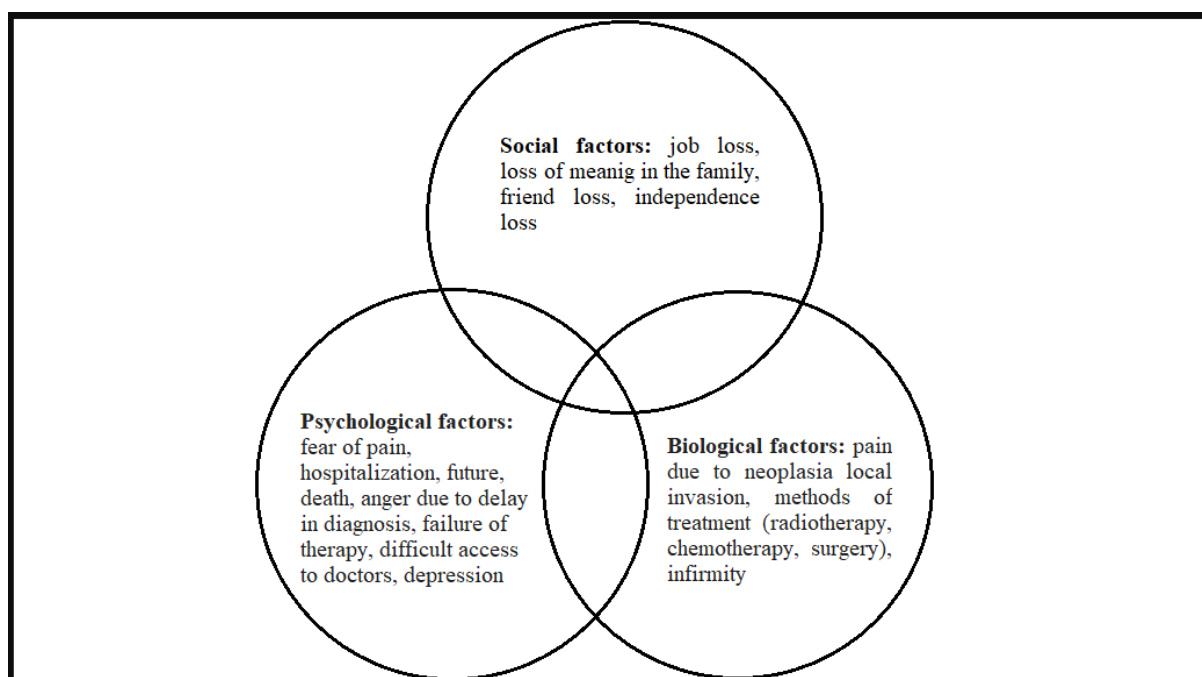 Social factors: job loss,
loss of meanig in the family,
friend loss, independence
loss
Psychological factors:
fear of pain,
hospitalization, future,
death, anger due to delay
in diagnosis, failure of
therapy, difficult access
to doctors, depression
Biological factors: pain
due to neoplasia local
invasion, methods of
treatment (radiotherapy,
chemotherapy, surgery),
infirmity